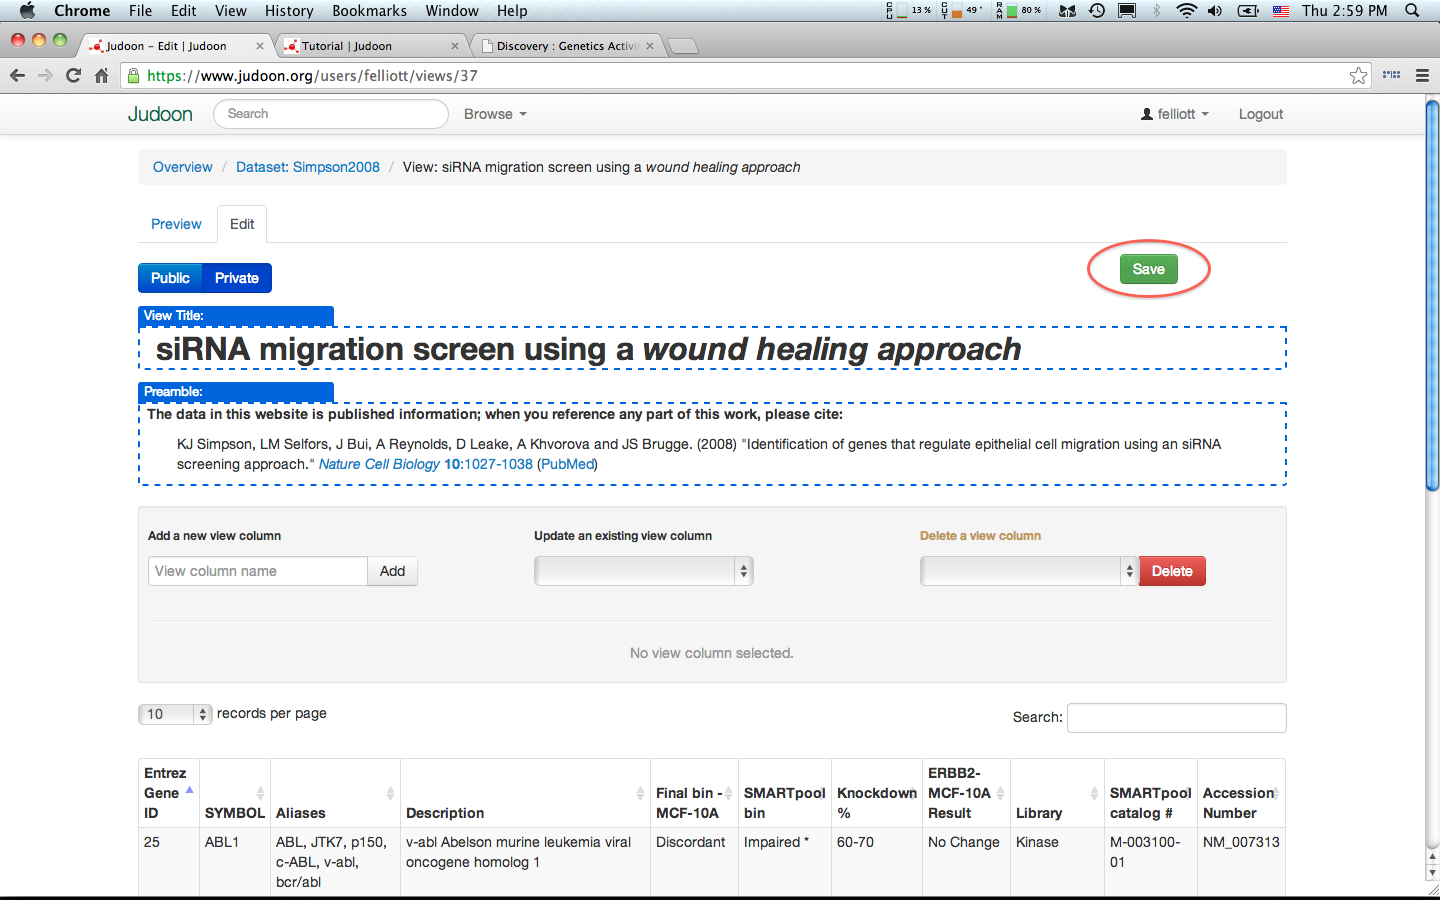 Chrome File Edit View History Bookmarks Window Help CPU 13 % CUT 49° RAM 80 % Thu 2:59 PM
Judoon – Edit | Judoon Tutorial | Judoon Discovery : Genetics Activi
https://www.judoon.org/users/felliott/views/37
Judoon Search Browse felliott Logout
Overview / Dataset: Simpson2008 / View: siRNA migration screen using a wound healing approach
Preview Edit
Public Private Save
View Title:
siRNA migration screen using a wound healing approach
Preamble:
The data in this website is published information; when you reference any part of this work, please cite:
KJ Simpson, LM Selfors, J Bui, A Reynolds, D Leake, A Khvorova and JS Brugge. (2008) "Identification of genes that regulate epithelial cell migration using an siRNA
screening approach." Nature Cell Biology 10:1027-1038 (PubMed)
Add a new view column Update an existing view column Delete a view column
View column name Add Delete
No view column selected.
10 records per page Search:
Entrez Gene ID SYMBOL Aliases Description Final bin - MCF-10A SMARTpool bin Knockdown % ERBB2-MCF-10A Result Library SMARTpool catalog # Accession Number
25 ABL1 ABL, JTK7, p150, v-abl Abelson murine leukemia viral Discordant Impaired * 60-70 No Change Kinase M-003100- NM_007313
c-ABL, v-abl, oncogene homolog 1 01
bcr/abl